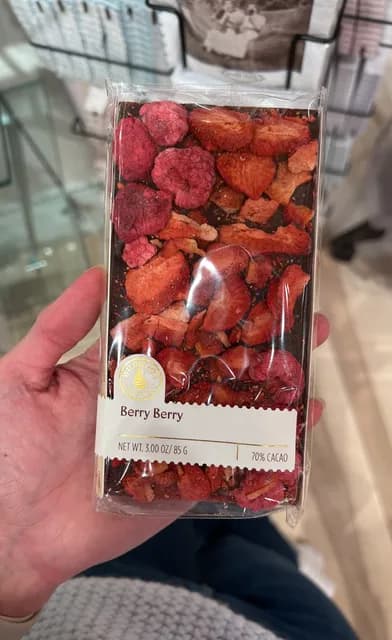 Berry Berry
NET WT. 3.00 OZ/ 85 G
70% CACAO